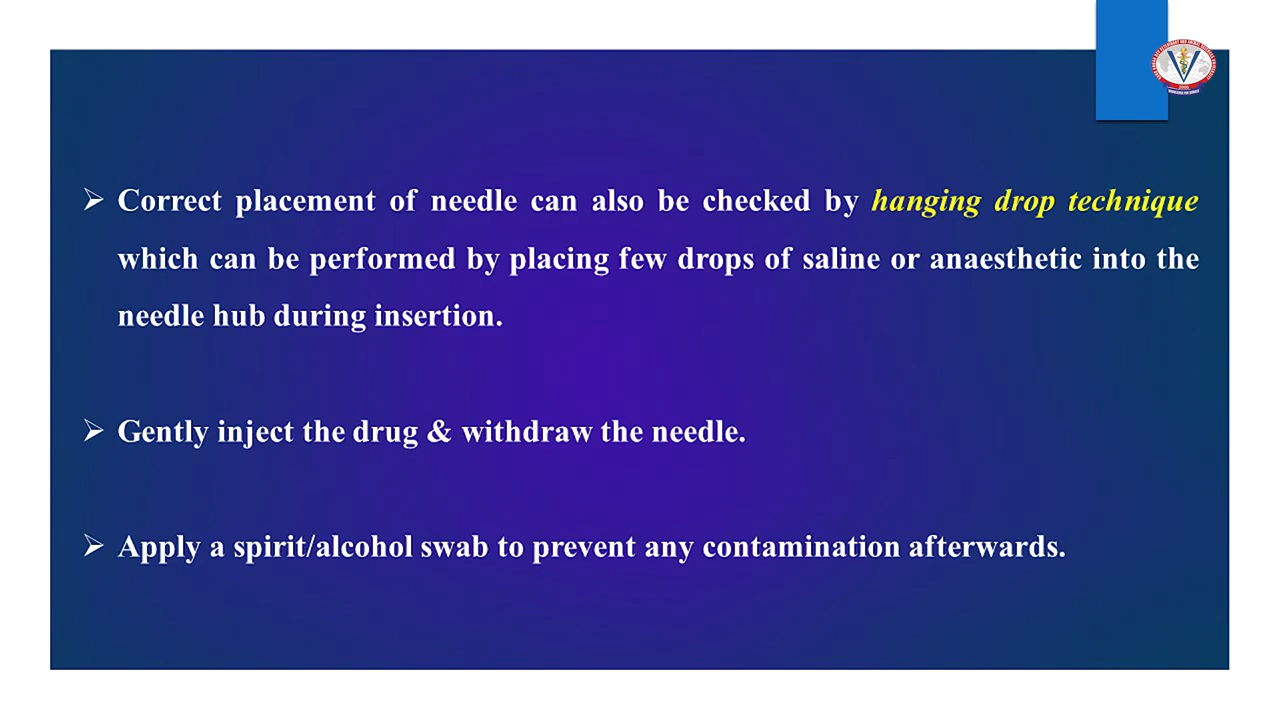 ➢ Correct placement of needle can also be checked by hanging drop technique
which can be performed by placing few drops of saline or anaesthetic into the
needle hub during insertion.
➢ Gently inject the drug & withdraw the needle.
➢ Apply a spirit/alcohol swab to prevent any contamination afterwards.